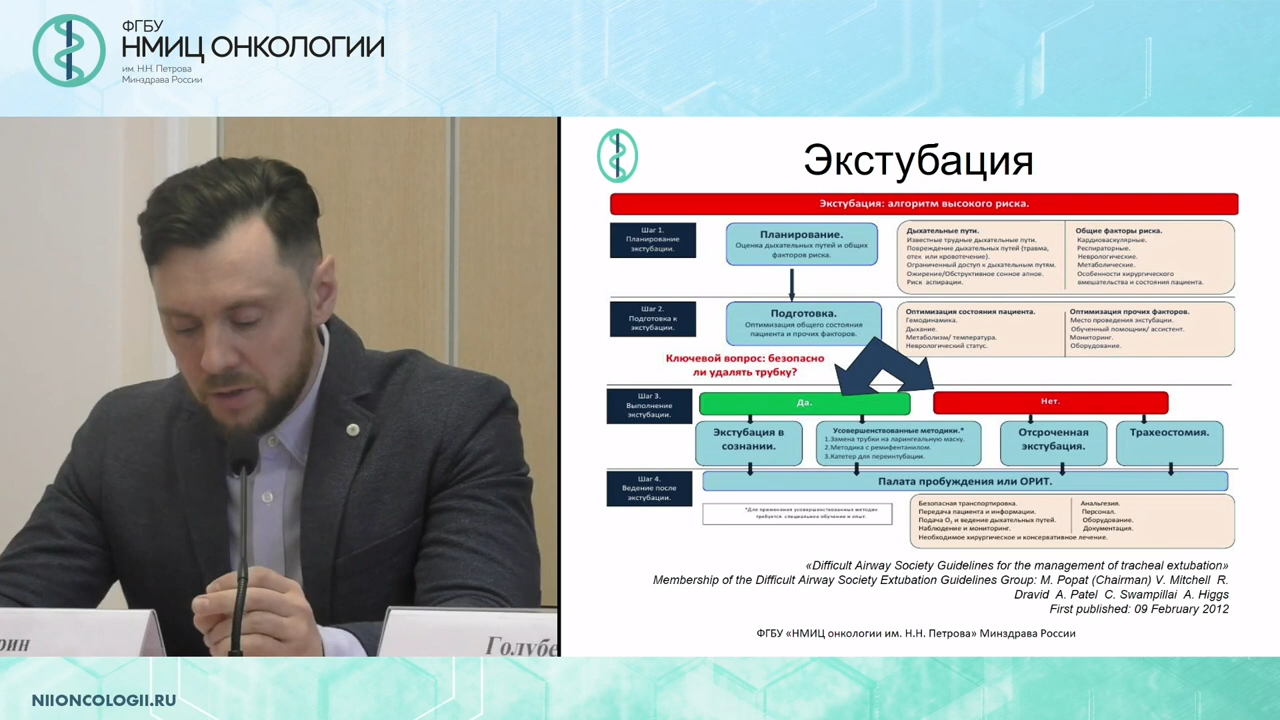 ФГБУ
НМИЦ ОНКОЛОГИИ
им. Н.Н. Петрова
Минздрава России
Экстубация
Экстубация: алгоритм высокого риска.
Шаг 1.
Планирование
экстубации.
Планирование.
Оценка дыхательных путей и общих
факторов риска.
Дыхательные пути.
Известные трудные дыхательные пути.
Повреждение дыхательных путей (травма,
отек или кровотечение).
Ограниченный доступ к дыхательным путям.
Ожирение/Обструктивное сонное апноe.
Риск аспирации.
Общие факторы риска.
Кардиоваскулярные.
Респираторные.
Неврологические.
Метаболические.
Особенности хирургического
вмешательства и состояния пациента.
Шаг 2.
Подготовка к
экстубации.
Подготовка.
Оптимизация общего состояния
пациента и прочих факторов.
Оптимизация состояния пациента.
Гемодинамика.
Дыхание.
Метаболизм/ температура.
Неврологический статус.
Оптимизация прочих факторов.
Место проведения экстубации.
Обученный помощник/ ассистент.
Мониторинг.
Оборудование.
Ключевой вопрос: безопасно
ли удалять трубку?
Шаг 3.
Выполнение
экстубации.
Да.
Нет.
Экстубация в
сознании.
Усовершенствованные методики.*
1.Замена трубки на ларингеальную маску.
2.Методика с ремифентанилом.
3.Катетер для переинтубации.
Отсроченная
экстубация.
Трахеостомия.
Шаг 4.
Ведение после
экстубации.
Палата пробуждения или ОРИТ.
*Для применения усовершенствованных методик
требуется специальное обучение и опыт.
Безопасная транспортировка.
Передача пациента и информации.
Подача O₂ и ведение дыхательных путей.
Наблюдение и мониторинг.
Необходимое хирургическое и консервативное лечение.
Анальгезия.
Персонал.
Оборудование.
Документация.
«Difficult Airway Society Guidelines for the management of tracheal extubation»
Membership of the Difficult Airway Society Extubation Guidelines Group: M. Popat (Chairman) V. Mitchell R.
Dravid A. Patel C. Swampillai A. Higgs
First published: 09 February 2012
ФГБУ «НМИЦ онкологии им. Н.Н. Петрова» Минздрава России
рин
Голубе
NIIONCOLOGII.RU